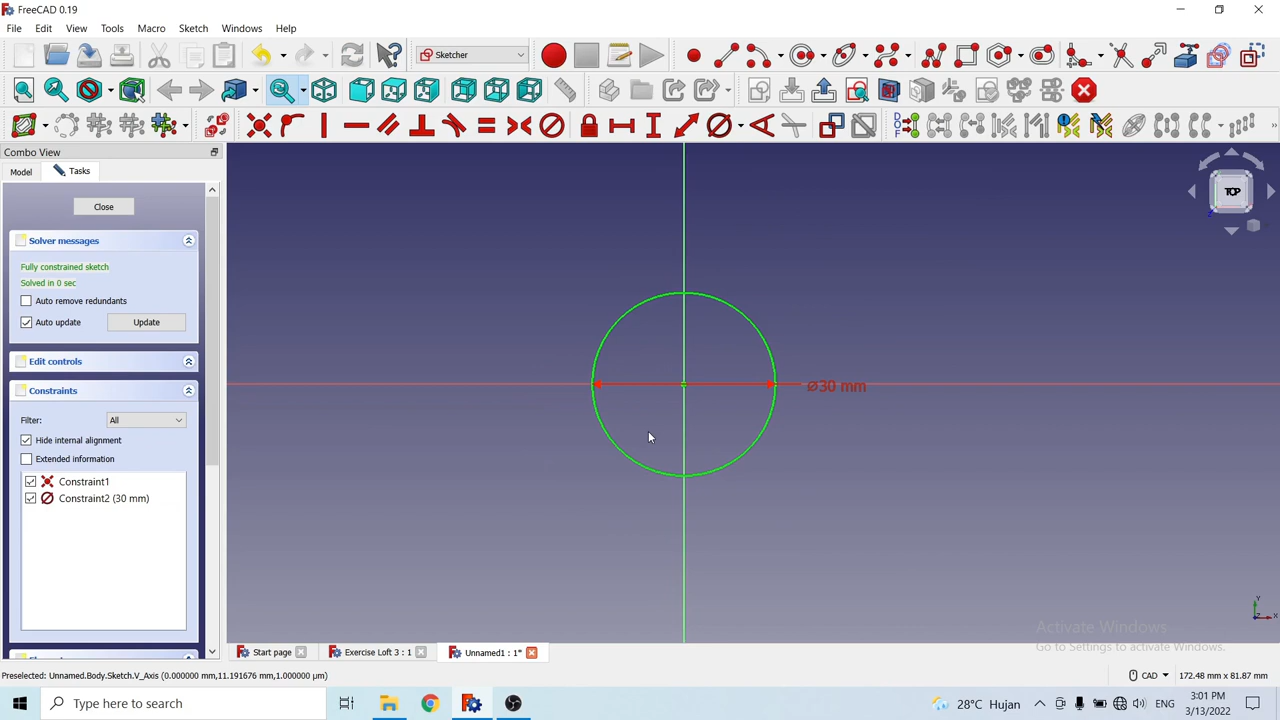 FreeCAD 0.19
File Edit View Tools Macro Sketch Windows Help
Sketcher
Combo View
Model Tasks
TOP
Close
Solver messages
Fully constrained sketch
Solved in 0 sec
Auto remove redundants
Auto update Update
Edit controls
Constraints
Filter: All
Hide internal alignment
Extended information
Constraint1
Constraint2 (30 mm)
⌀30 mm
Y
Z X
Activate Windows
Go to Settings to activate Windows.
Start page Exercise Loft 3 : 1 Unnamed1 : 1*
Preselected: Unnamed.Body.Sketch.V_Axis (0.000000 mm,11.191676 mm,1.000000 µm) CAD 172.48 mm x 81.87 mm
Type here to search 28°C Hujan ENG
3:01 PM
3/13/2022